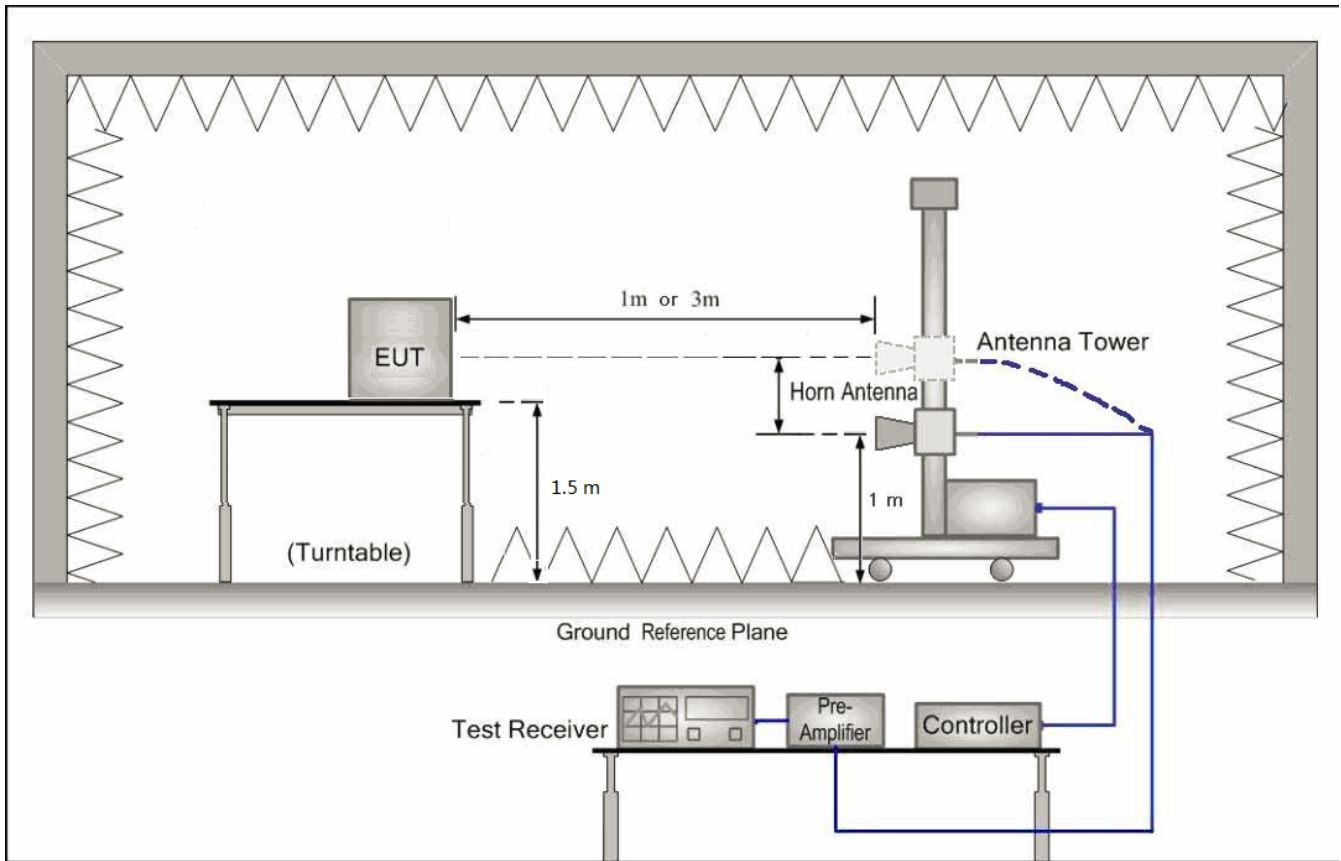 1m or 3m
EUT
Antenna Tower
Horn Antenna
1.5 m
1 m
(Turntable)
Ground Reference Plane
Test Receiver
Pre-
Amplifier
Controller